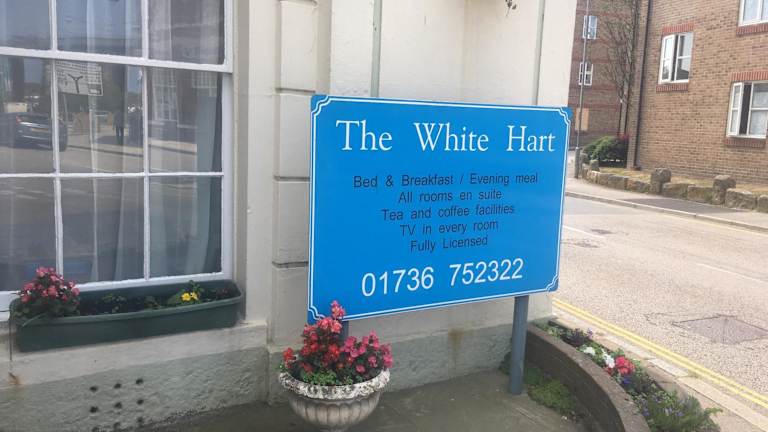 The White Hart
Bed & Breakfast / Evening meal
All rooms en suite
Tea and coffee facilities
TV in every room
Fully Licensed
01736 752322